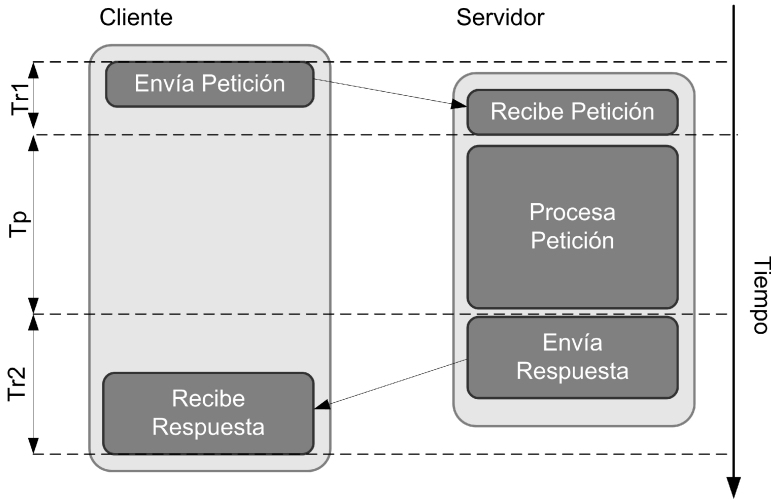 Cliente
Servidor
Tr1
Envía Petición
Recibe Petición
Tp
Procesa
Petición
Tiempo
Tr2
Envía
Respuesta
Recibe
Respuesta